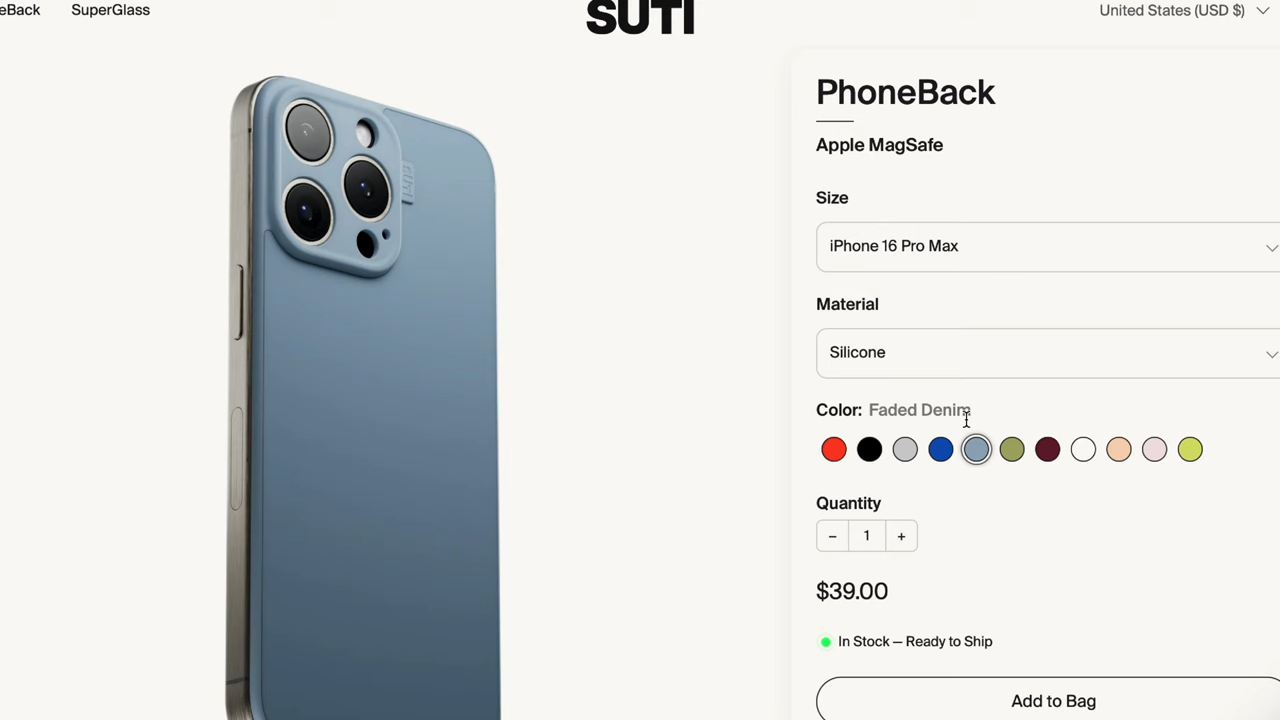 SuperGlass
SUTI
United States (USD $)
PhoneBack
Apple MagSafe
Size
iPhone 16 Pro Max
Material
Silicone
Color: Faded Denim
Quantity
− 1 +
$39.00
In Stock – Ready to Ship
Add to Bag